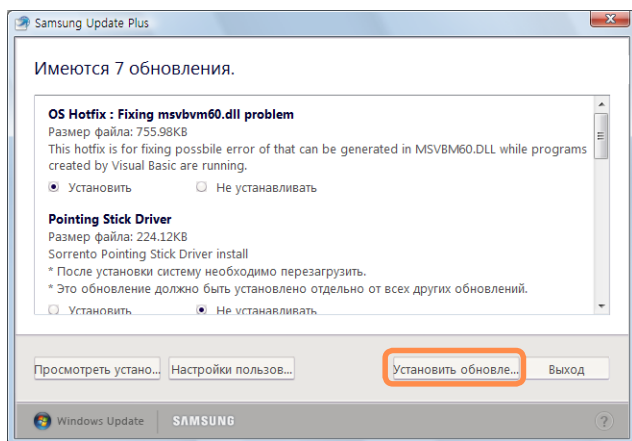 Samsung Update Plus
Имеются 7 обновления.
OS Hotfix : Fixing msvbvm60.dll problem
Размер файла: 755.98KB
This hotfix is for fixing possbile error of that can be generated in MSVBM60.DLL while programs
created by Visual Basic are running.
Установить Не устанавливать
Pointing Stick Driver
Размер файла: 224.12KB
Sorrento Pointing Stick Driver install
* После установки систему необходимо перезагрузить.
* Это обновление должно быть установлено отдельно от всех других обновлений.
Установить Не устанавливать
Просмотреть устано... Настройки пользов... Установить обновле... Выход
Windows Update SAMSUNG ?